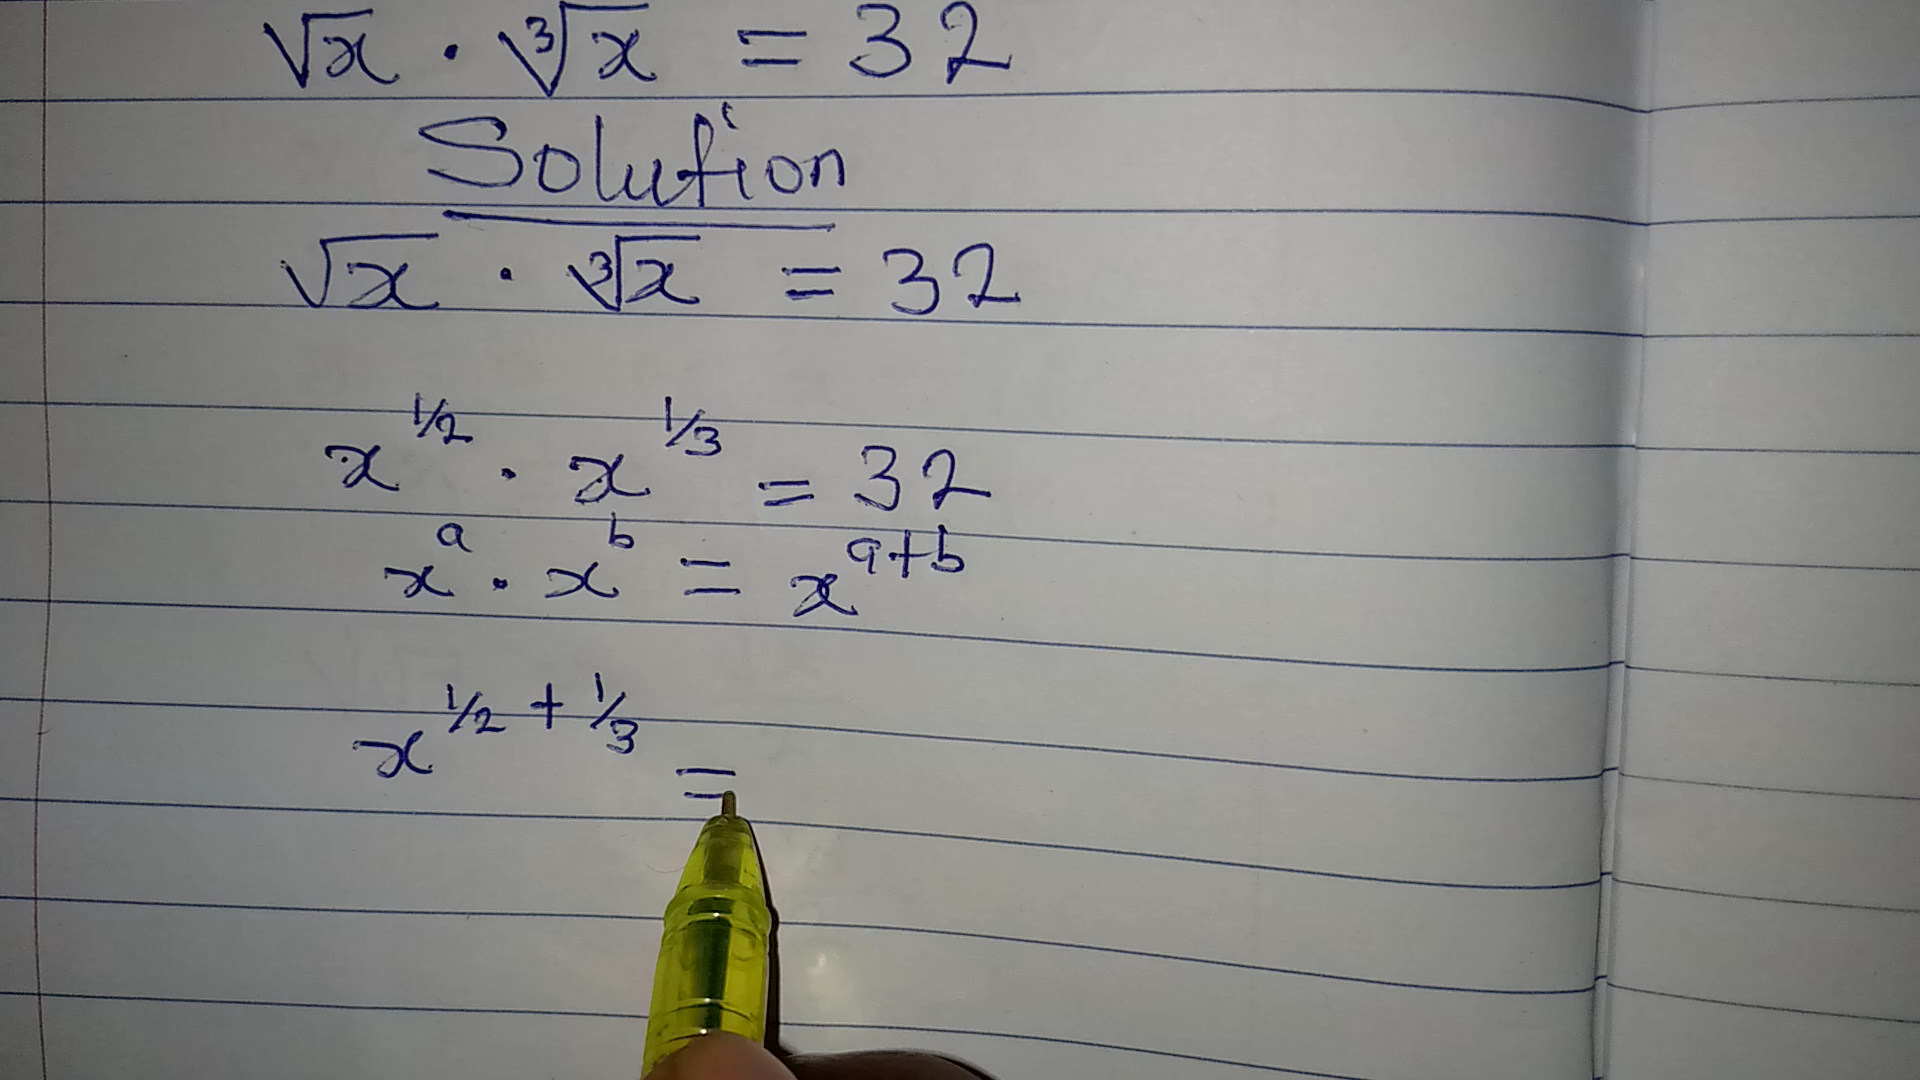 √x · ∛x = 32
Solution
√x · ∛x = 32
x^1/2 · x^1/3 = 32
x^a · x^b = x^a+b
x^1/2 + 1/3 =